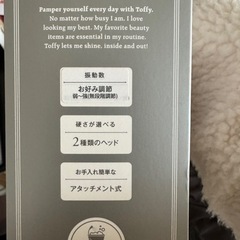 Pamper yourself every day with Toffy.
No matter how busy I am. I love
looking my best. My favorite beauty
items are essential in my routine.
Toffy lets me shine. inside and out!
振動数
お好み調節
弱〜強(無段階調節)
硬さが選べる
2種類のヘッド
お手入れ簡単な
アタッチメント式